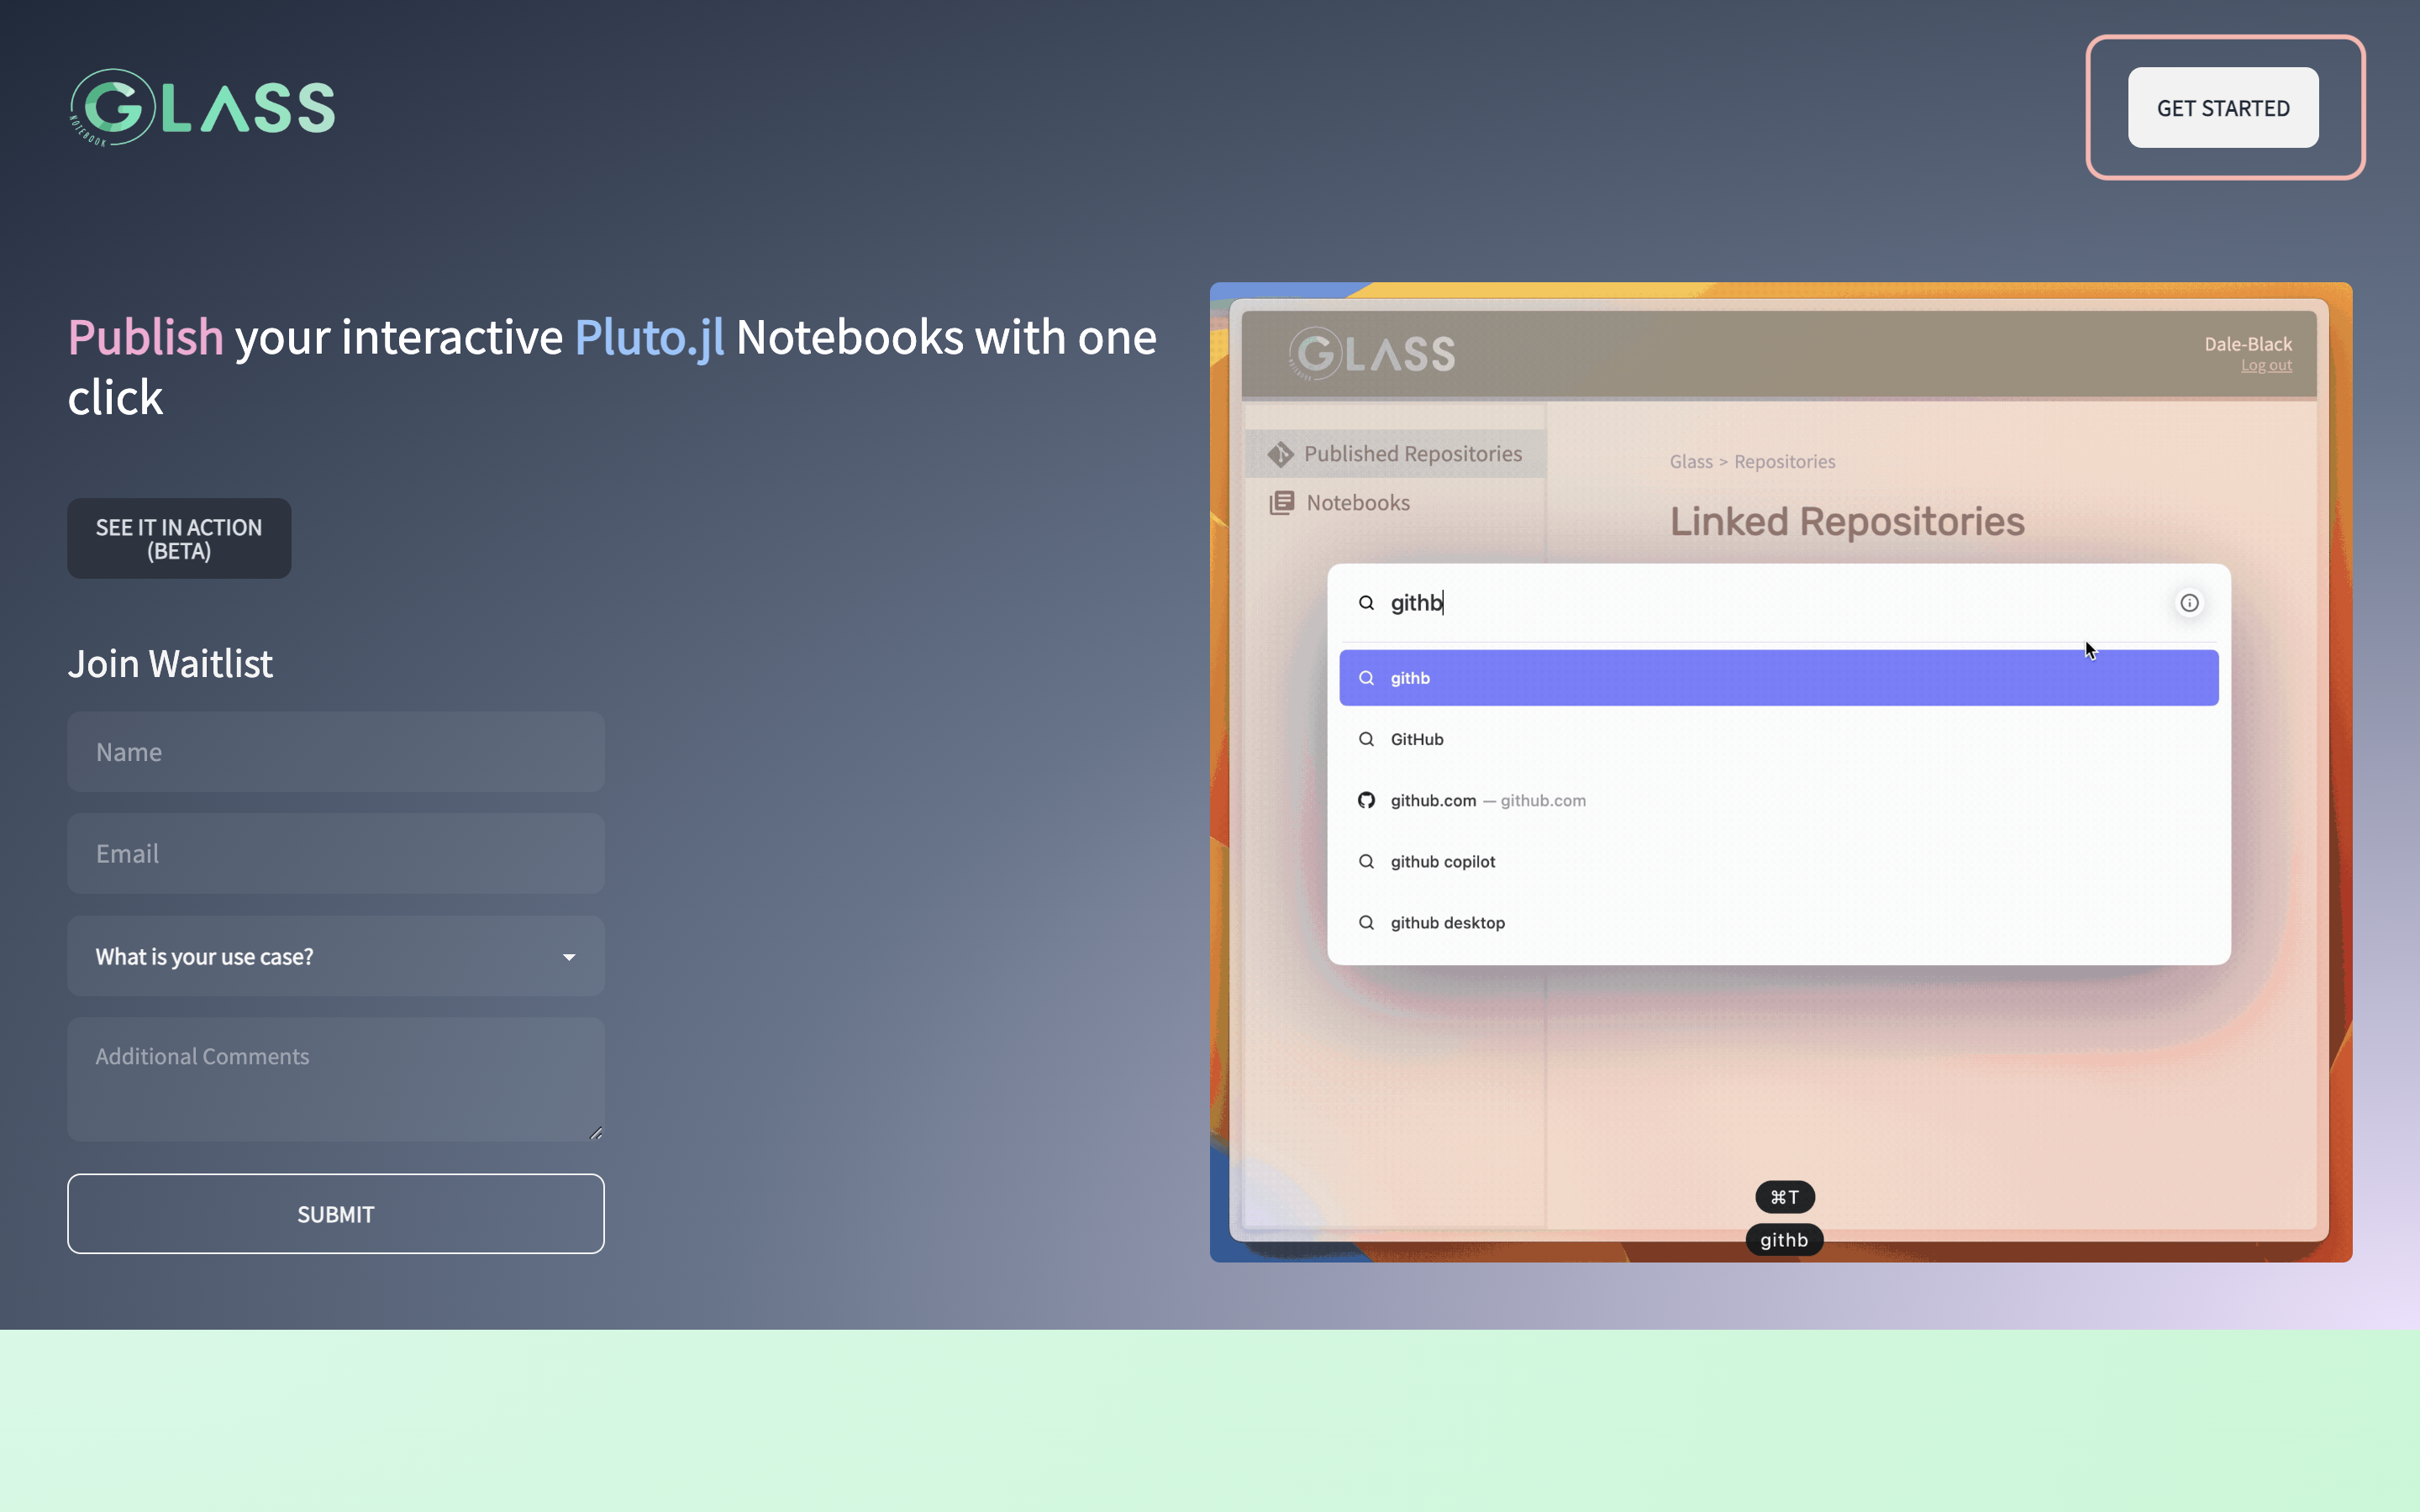 GLASS
NOTEBOOK
GET STARTED
Publish your interactive Pluto.jl Notebooks with one
click
SEE IT IN ACTION
(BETA)
Join Waitlist
Name
Email
What is your use case?
Additional Comments
SUBMIT
GLASS
NOTEBOOK
Dale-Black
Log out
Published Repositories
Notebooks
Glass > Repositories
Linked Repositories
githb
githb
GitHub
github.com — github.com
github copilot
github desktop
⌘T
githb